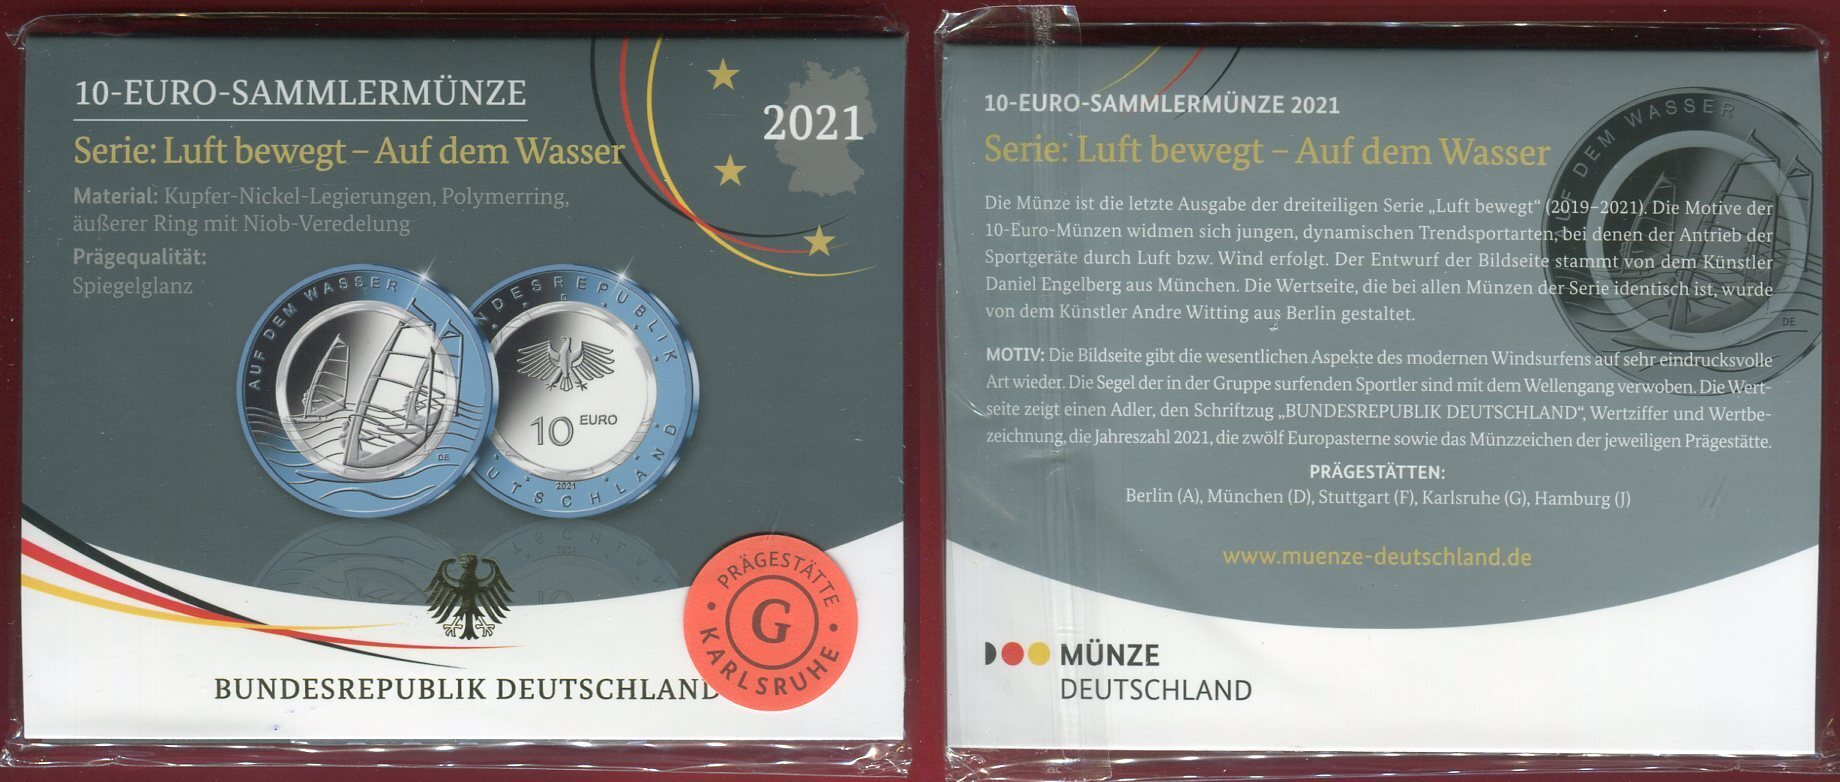 10-EURO-SAMMLERMÜNZE
Serie: Luft bewegt – Auf dem Wasser
2021
Material: Kupfer-Nickel-Legierungen, Polymerring,
äußerer Ring mit Niob-Veredelung
Prägequalität:
Spiegelglanz
AUF DEM WASSER
DE
NDESREPUBLIK
D
10 EURO
2021
UTSCHLAND
PRÄGESTÄTTE
G
KARLSRUHE
BUNDESREPUBLIK DEUTSCHLAND
10-EURO-SAMMLERMÜNZE 2021
Serie: Luft bewegt – Auf dem Wasser
Die Münze ist die letzte Ausgabe der dreiteiligen Serie „Luft bewegt“ (2019–2021). Die Motive der
10-Euro-Münzen widmen sich jungen, dynamischen Trendsportarten, bei denen der Antrieb der
Sportgeräte durch Luft bzw. Wind erfolgt. Der Entwurf der Bildseite stammt von dem Künstler
Daniel Engelberg aus München. Die Wertseite, die bei allen Münzen der Serie identisch ist, wurde
von dem Künstler Andre Witting aus Berlin gestaltet.
MOTIV: Die Bildseite gibt die wesentlichen Aspekte des modernen Windsurfens auf sehr eindrucksvolle
Art wieder. Die Segel der in der Gruppe surfenden Sportler sind mit dem Wellengang verwoben. Die Wert-
seite zeigt einen Adler, den Schriftzug „BUNDESREPUBLIK DEUTSCHLAND“, Wertziffer und Wertbe-
zeichnung, die Jahreszahl 2021, die zwölf Europasterne sowie das Münzzeichen der jeweiligen Prägestätte.
PRÄGESTÄTTEN:
Berlin (A), München (D), Stuttgart (F), Karlsruhe (G), Hamburg (J)
www.muenze-deutschland.de
MÜNZE
DEUTSCHLAND
AUF DEM WASSER
DE